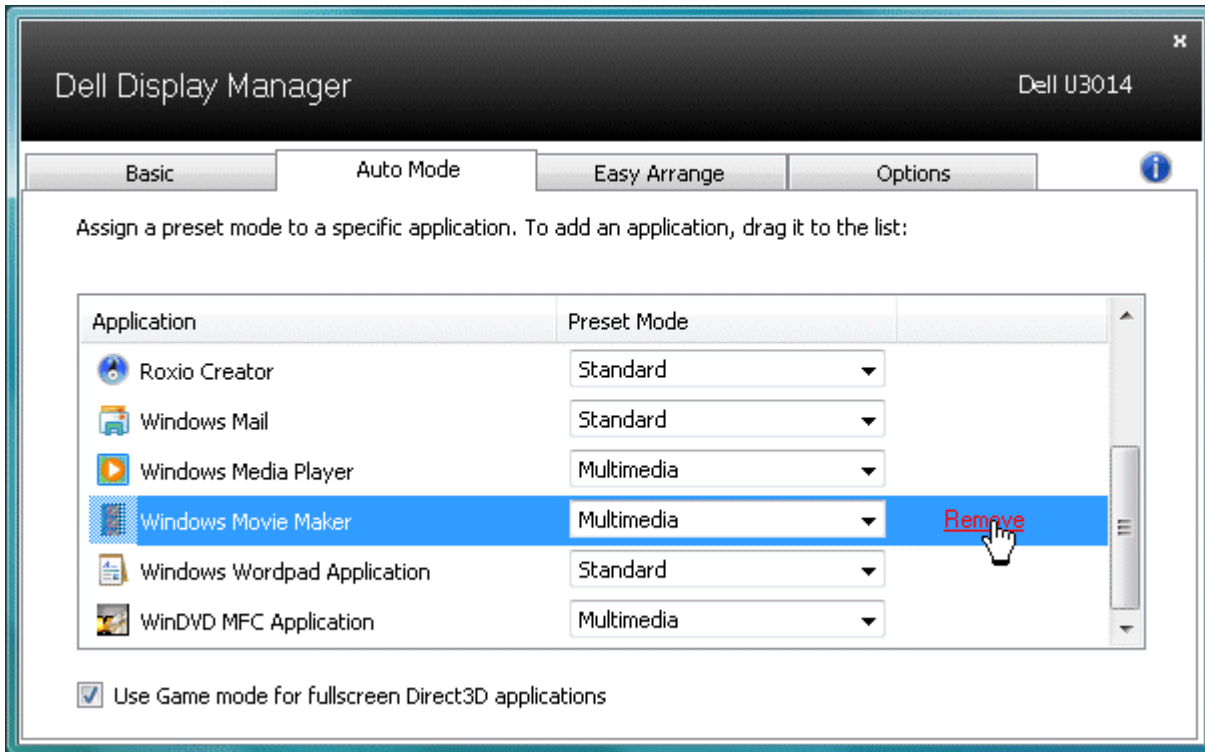 x
Dell Display Manager Dell U3014
Basic Auto Mode Easy Arrange Options
Assign a preset mode to a specific application. To add an application, drag it to the list:
Application Preset Mode
Roxio Creator Standard
Windows Mail Standard
Windows Media Player Multimedia
Windows Movie Maker Multimedia Remove
Windows Wordpad Application Standard
WinDVD MFC Application Multimedia
Use Game mode for fullscreen Direct3D applications